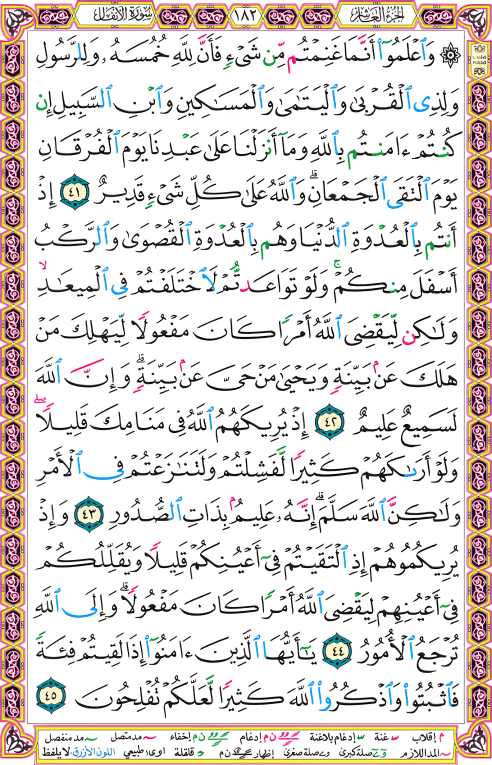 الجزء العاشر ١٨٢ سورة الأنفال
۞ وَٱعْلَمُوٓا۟ أَنَّمَا غَنِمْتُم مِّن شَىْءٍ فَأَنَّ لِلَّهِ خُمُسَهُۥ وَلِلرَّسُولِ
وَلِذِى ٱلْقُرْبَىٰ وَٱلْيَتَـٰمَىٰ وَٱلْمَسَـٰكِينِ وَٱبْنِ ٱلسَّبِيلِ إِن
كُنتُمْ ءَامَنتُم بِٱللَّهِ وَمَآ أَنزَلْنَا عَلَىٰ عَبْدِنَا يَوْمَ ٱلْفُرْقَانِ
يَوْمَ ٱلْتَقَى ٱلْجَمْعَانِ ۗ وَٱللَّهُ عَلَىٰ كُلِّ شَىْءٍ قَدِيرٌ ٤١ إِذْ
أَنتُم بِٱلْعُدْوَةِ ٱلدُّنْيَا وَهُم بِٱلْعُدْوَةِ ٱلْقُصْوَىٰ وَٱلرَّكْبُ
أَسْفَلَ مِنكُمْ ۚ وَلَوْ تَوَاعَدتُّمْ لَٱخْتَلَفْتُمْ فِى ٱلْمِيعَـٰدِ ۙ
وَلَـٰكِن لِّيَقْضِىَ ٱللَّهُ أَمْرًا كَانَ مَفْعُولًا لِّيَهْلِكَ مَنْ
هَلَكَ عَنۢ بَيِّنَةٍ وَيَحْيَىٰ مَنْ حَىَّ عَنۢ بَيِّنَةٍ ۗ وَإِنَّ ٱللَّهَ
لَسَمِيعٌ عَلِيمٌ ٤٢ إِذْ يُرِيكَهُمُ ٱللَّهُ فِى مَنَامِكَ قَلِيلًا ۖ
وَلَوْ أَرَىٰكَهُمْ كَثِيرًا لَّفَشِلْتُمْ وَلَتَنَـٰزَعْتُمْ فِى ٱلْأَمْرِ
وَلَـٰكِنَّ ٱللَّهَ سَلَّمَ ۗ إِنَّهُۥ عَلِيمٌۢ بِذَاتِ ٱلصُّدُورِ ٤٣ وَإِذْ
يُرِيكُمُوهُمْ إِذِ ٱلْتَقَيْتُمْ فِىٓ أَعْيُنِكُمْ قَلِيلًا وَيُقَلِّلُكُمْ
فِىٓ أَعْيُنِهِمْ لِيَقْضِىَ ٱللَّهُ أَمْرًا كَانَ مَفْعُولًا ۗ وَإِلَى ٱللَّهِ
تُرْجَعُ ٱلْأُمُورُ ٤٤ يَـٰٓأَيُّهَا ٱلَّذِينَ ءَامَنُوٓا۟ إِذَا لَقِيتُمْ فِئَةً
فَٱثْبُتُوا۟ وَٱذْكُرُوا۟ ٱللَّهَ كَثِيرًا لَّعَلَّكُمْ تُفْلِحُونَ ٤٥
م إقلاب س غنة س إدغام بلاغنة ن م إدغام ن م إخفاء مد متصل مد منفصل
المد اللازم صلة كبرى صلة صغرى إظهار قلقلة اوى طبيعي اللون الأزرق لا يلفظ